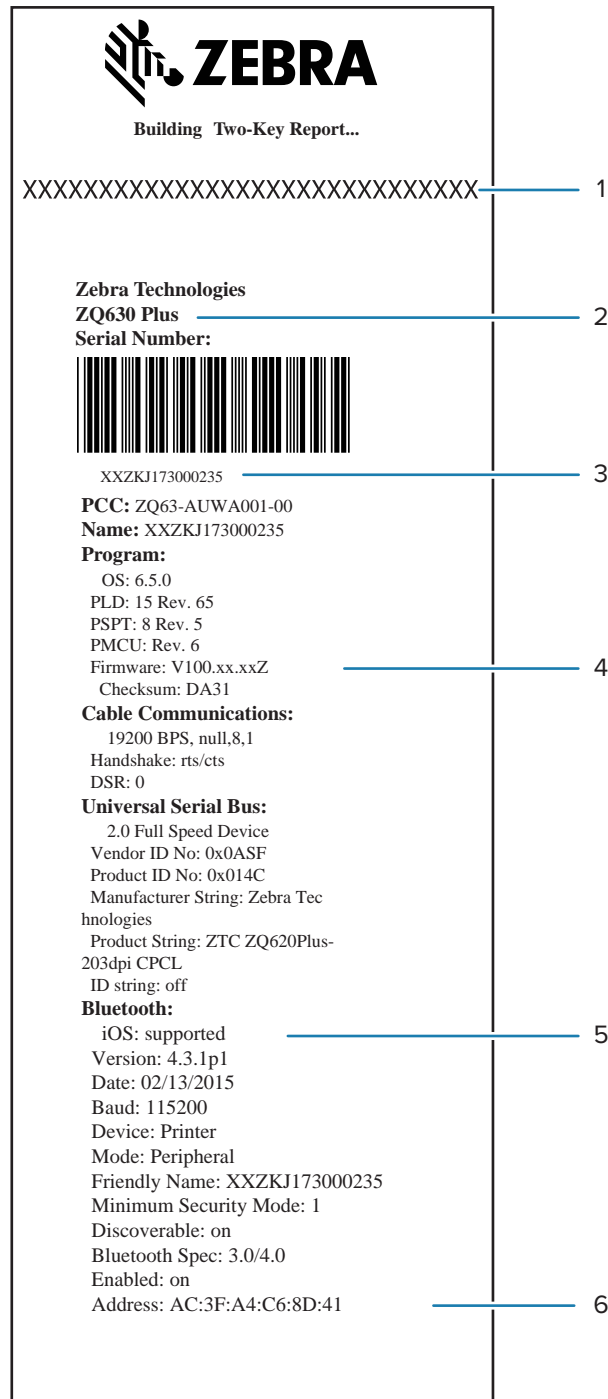 ZEBRA
Building Two-Key Report...
XXXXXXXXXXXXXXXXXXXXXXXXXXXXXX 1
Zebra Technologies
ZQ630 Plus 2
Serial Number:
XXZKJ173000235 3
PCC: ZQ63-AUWA001-00
Name: XXZKJ173000235
Program:
OS: 6.5.0
PLD: 15 Rev. 65
PSPT: 8 Rev. 5
PMCU: Rev. 6
Firmware: V100.xx.xxZ 4
Checksum: DA31
Cable Communications:
19200 BPS, null,8,1
Handshake: rts/cts
DSR: 0
Universal Serial Bus:
2.0 Full Speed Device
Vendor ID No: 0x0ASF
Product ID No: 0x014C
Manufacturer String: Zebra Tec
hnologies
Product String: ZTC ZQ620Plus-
203dpi CPCL
ID string: off
Bluetooth:
iOS: supported 5
Version: 4.3.1p1
Date: 02/13/2015
Baud: 115200
Device: Printer
Mode: Peripheral
Friendly Name: XXZKJ173000235
Minimum Security Mode: 1
Discoverable: on
Bluetooth Spec: 3.0/4.0
Enabled: on
Address: AC:3F:A4:C6:8D:41 6